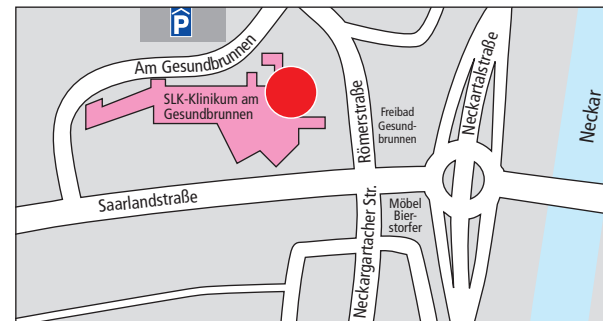 P
Am Gesundbrunnen
SLK-Klinikum am
Gesundbrunnen
Römerstraße
Freibad
Gesund-
brunnen
Neckartalstraße
Neckar
Saarlandstraße
Neckargartacher Str.
Möbel
Bier-
storfer